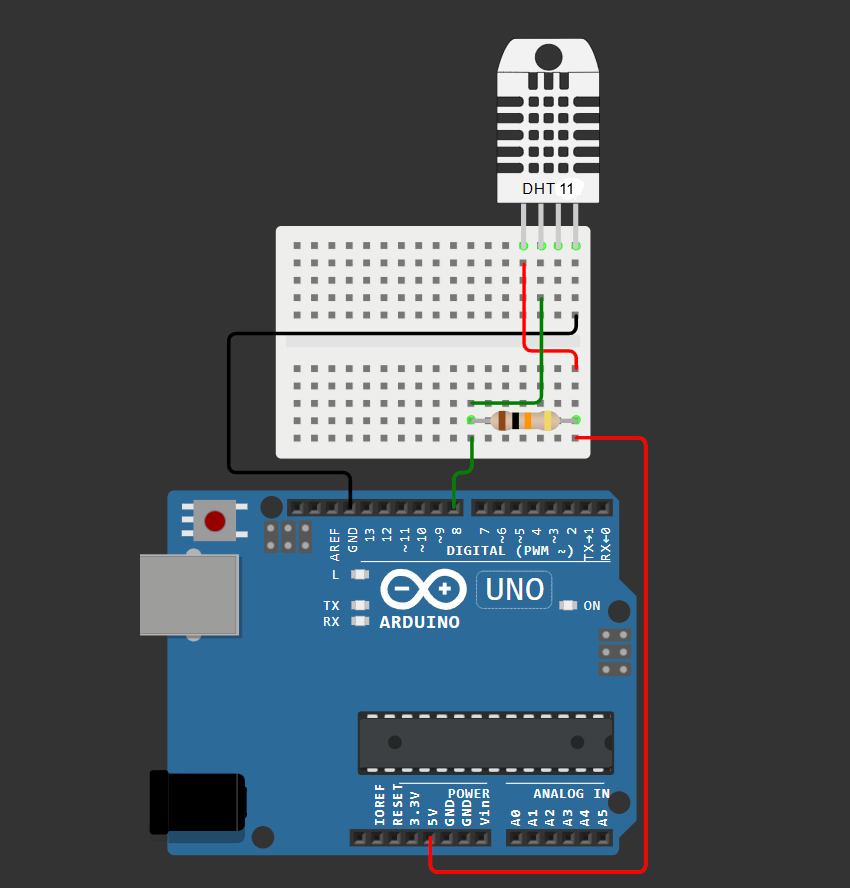 DHT 11
AREF
GND
13
12
~11
~10
~9
8
7
~6
~5
4
~3
2
TX→1
RX←0
DIGITAL (PWM ~)
L
TX
RX
UNO
ON
ARDUINO
POWER
ANALOG IN
IOREF
RESET
3.3V
5V
GND
GND
Vin
A0
A1
A2
A3
A4
A5